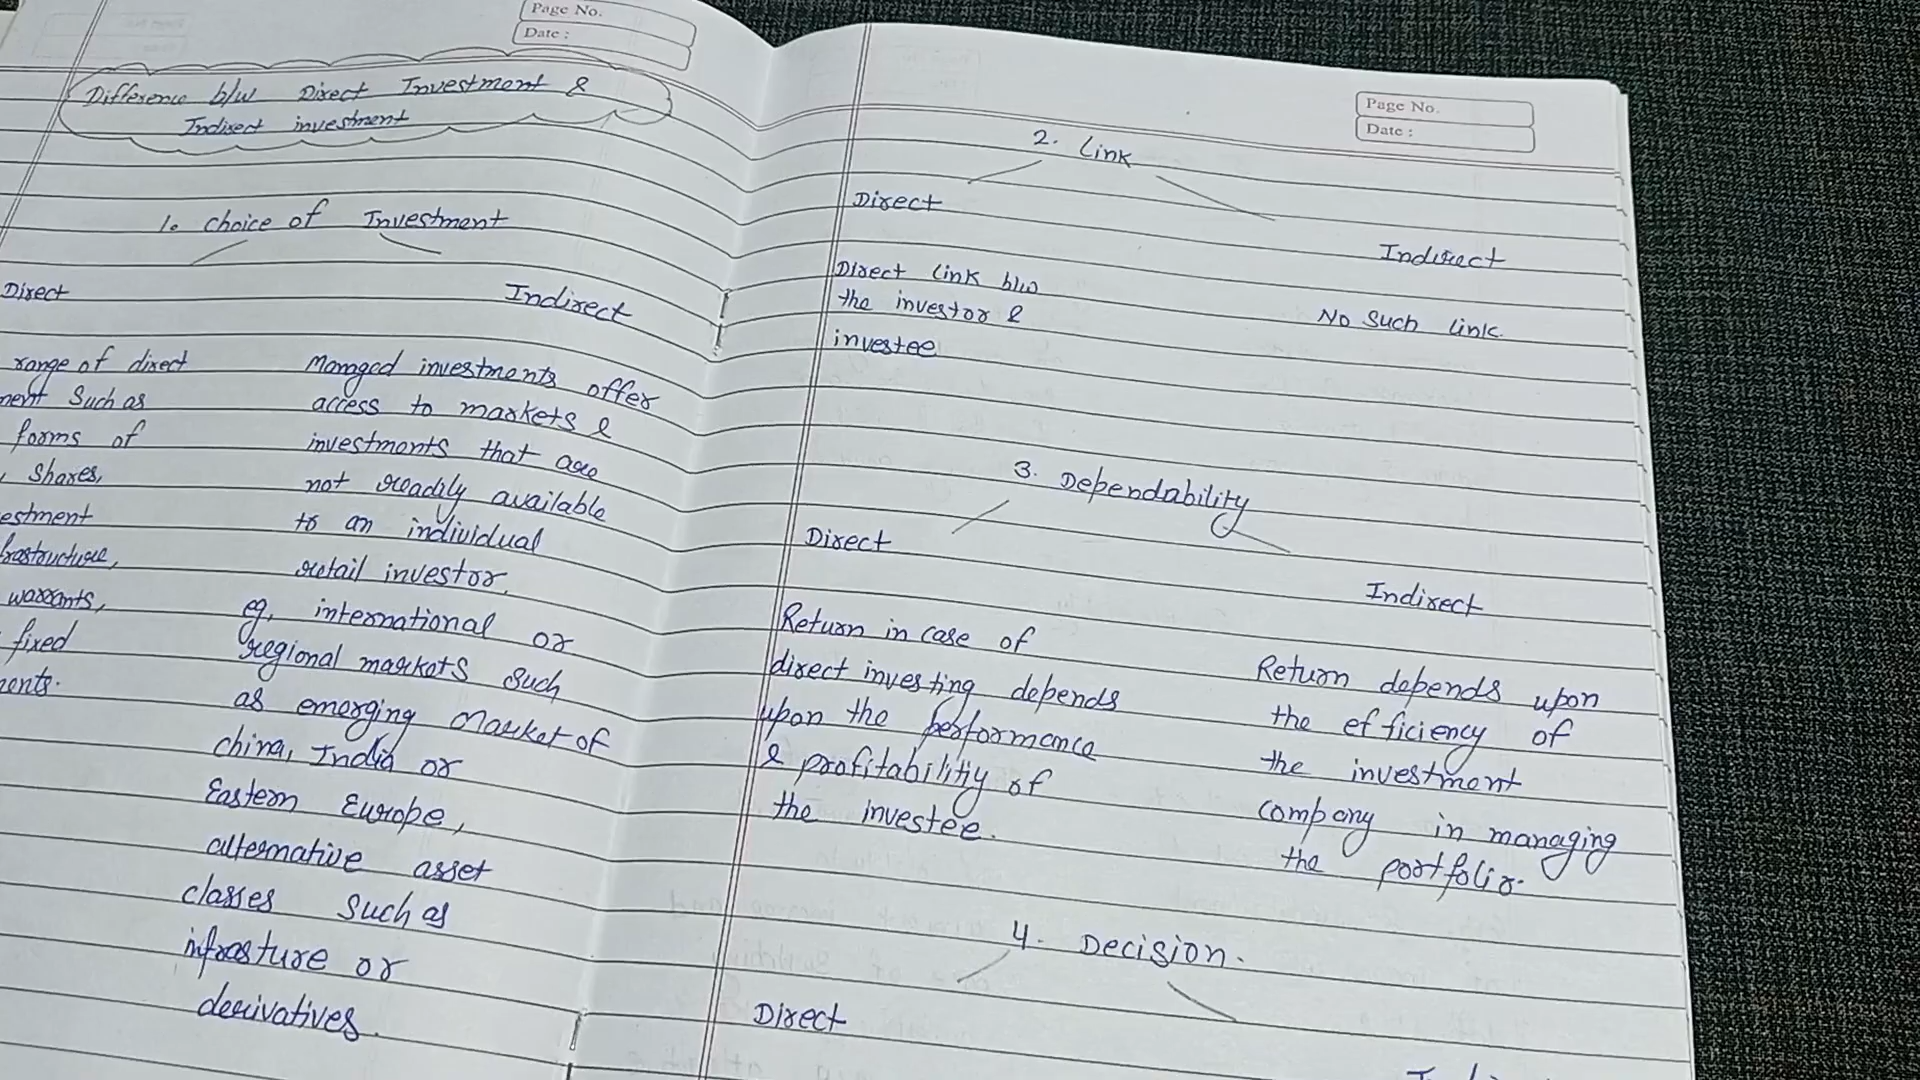 Page No.
Date :
Difference b/w Direct Investment &
Indirect investment
1. Choice of Investment
Direct
Indirect
range of direct
ment Such as
forms of
, Shares,
estment
frastructure,
warrants,
fixed
ments.
Managed investments offer
access to markets &
investments that are
not readily available
to an individual
retail investor.
eg, international or
regional markets such
as emerging market of
china, India or
Eastern Europe,
alternative asset
classes such as
infrasture or
derivatives.
Page No.
Date :
2. Link
Direct
Indirect
Direct link b/w
the investor &
investee
No Such link.
3. Dependability
Direct
Indirect
Return in case of
direct investing depends
upon the performance
& profitabilitiy of
the investee.
Return depends upon
the efficiency of
the investment
company in managing
the portfolio.
4. Decision.
Direct